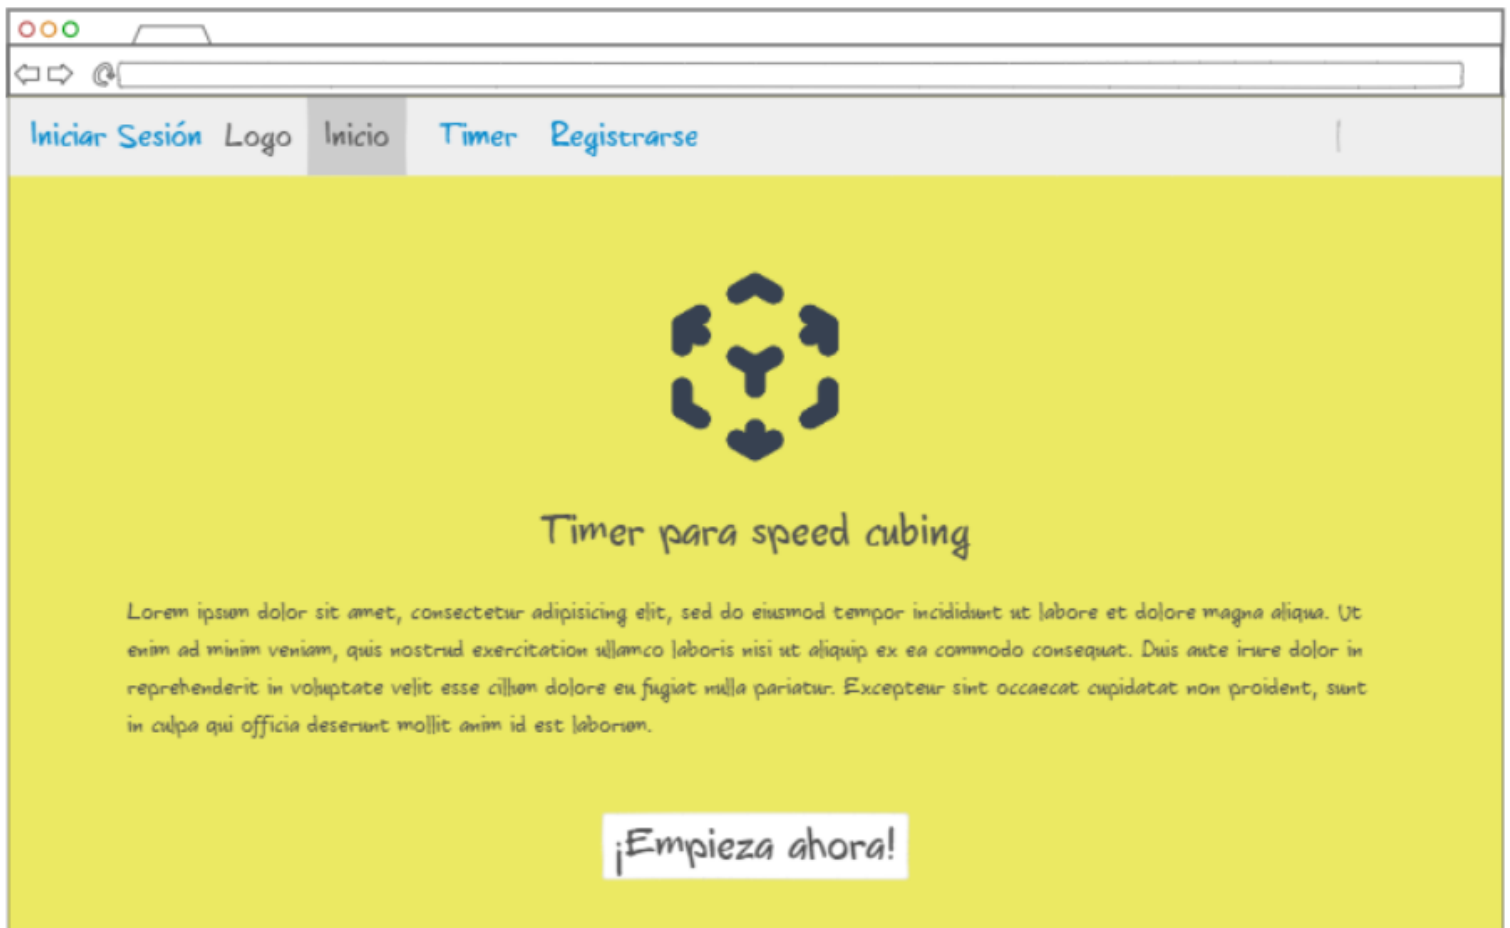 Iniciar Sesión Logo Inicio Timer Registrarse
Timer para speed cubing
Lorem ipsum dolor sit amet, consectetur adipisicing elit, sed do eiusmod tempor incididunt ut labore et dolore magna aliqua. Ut
enim ad minim veniam, quis nostrud exercitation ullamco laboris nisi ut aliquip ex ea commodo consequat. Duis aute irure dolor in
reprehenderit in voluptate velit esse cillum dolore eu fugiat nulla pariatur. Excepteur sint occaecat cupidatat non proident, sunt
in culpa qui officia deserunt mollit anim id est laborum.
¡Empieza ahora!